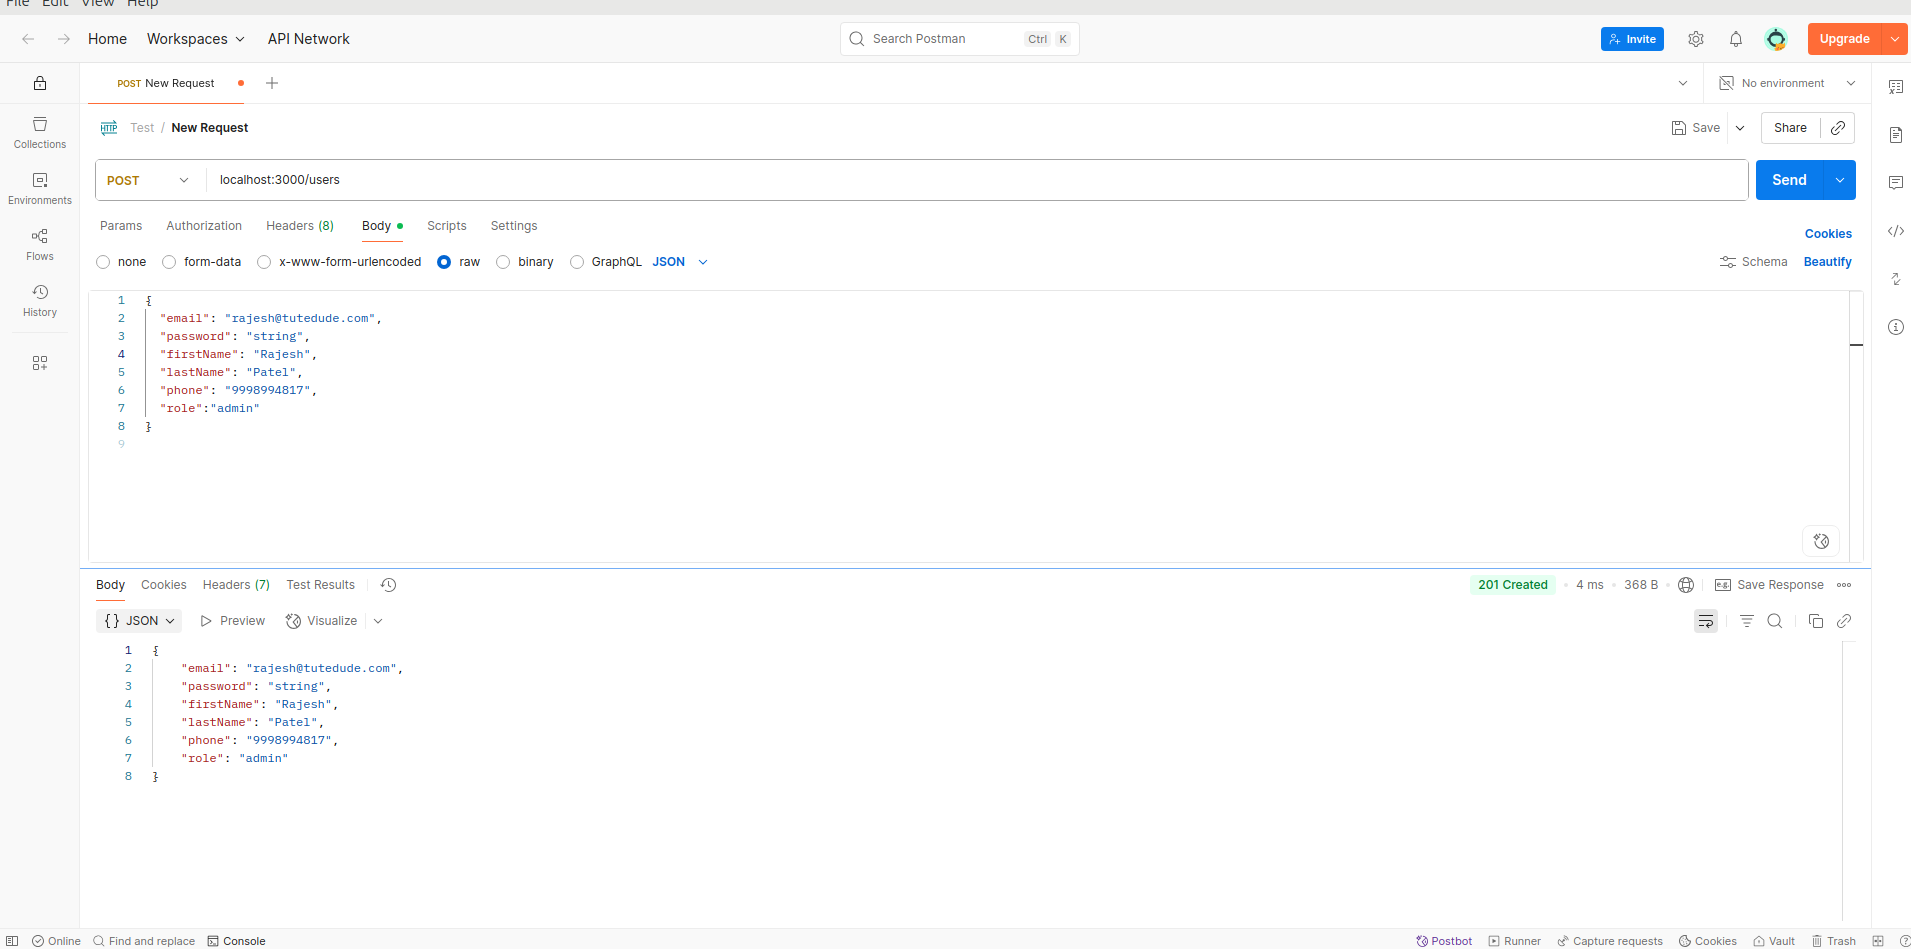 File Edit View Help
Home Workspaces API Network Search Postman Ctrl K Invite Upgrade
POST New Request No environment
HTTP Test / New Request Save Share
POST localhost:3000/users Send
Params Authorization Headers (8) Body Scripts Settings Cookies
none form-data x-www-form-urlencoded raw binary GraphQL JSON Schema Beautify
Collections
Environments
Flows
History
1 {
2 "email": "rajesh@tutedude.com",
3 "password": "string",
4 "firstName": "Rajesh",
5 "lastName": "Patel",
6 "phone": "9998994817",
7 "role":"admin"
8 }
9
Body Cookies Headers (7) Test Results 201 Created 4 ms 368 B e.g. Save Response
{} JSON Preview Visualize
1 {
2 "email": "rajesh@tutedude.com",
3 "password": "string",
4 "firstName": "Rajesh",
5 "lastName": "Patel",
6 "phone": "9998994817",
7 "role": "admin"
8 }
Online Find and replace Console Postbot Runner Capture requests Cookies Vault Trash